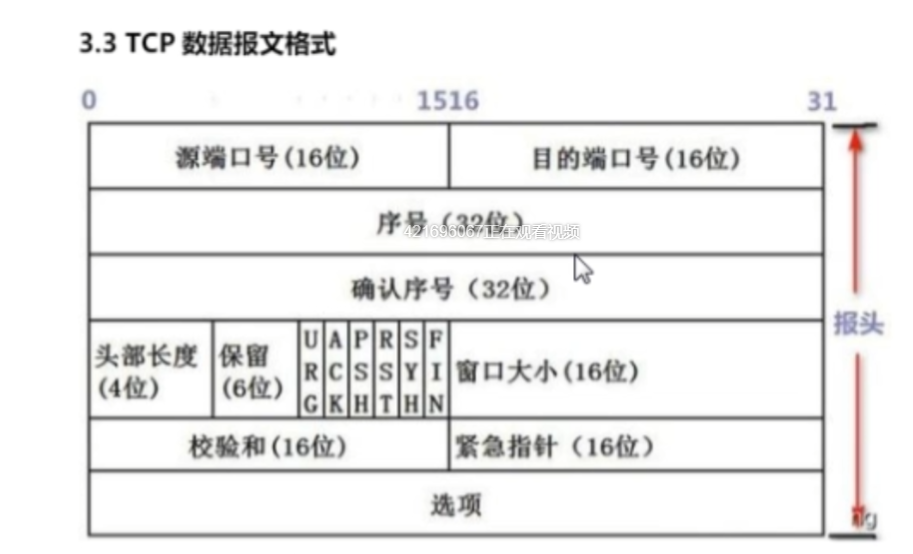 3.3 TCP 数据报文格式
0 1516 31
源端口号(16位) 目的端口号(16位)
序号（32位）
421696067正在观看视频
确认序号（32位）
报头
头部长度
(4位)
保留
(6位)
URG ACK PSH RST SYH FIN
窗口大小(16位)
校验和(16位) 紧急指针（16位）
选项